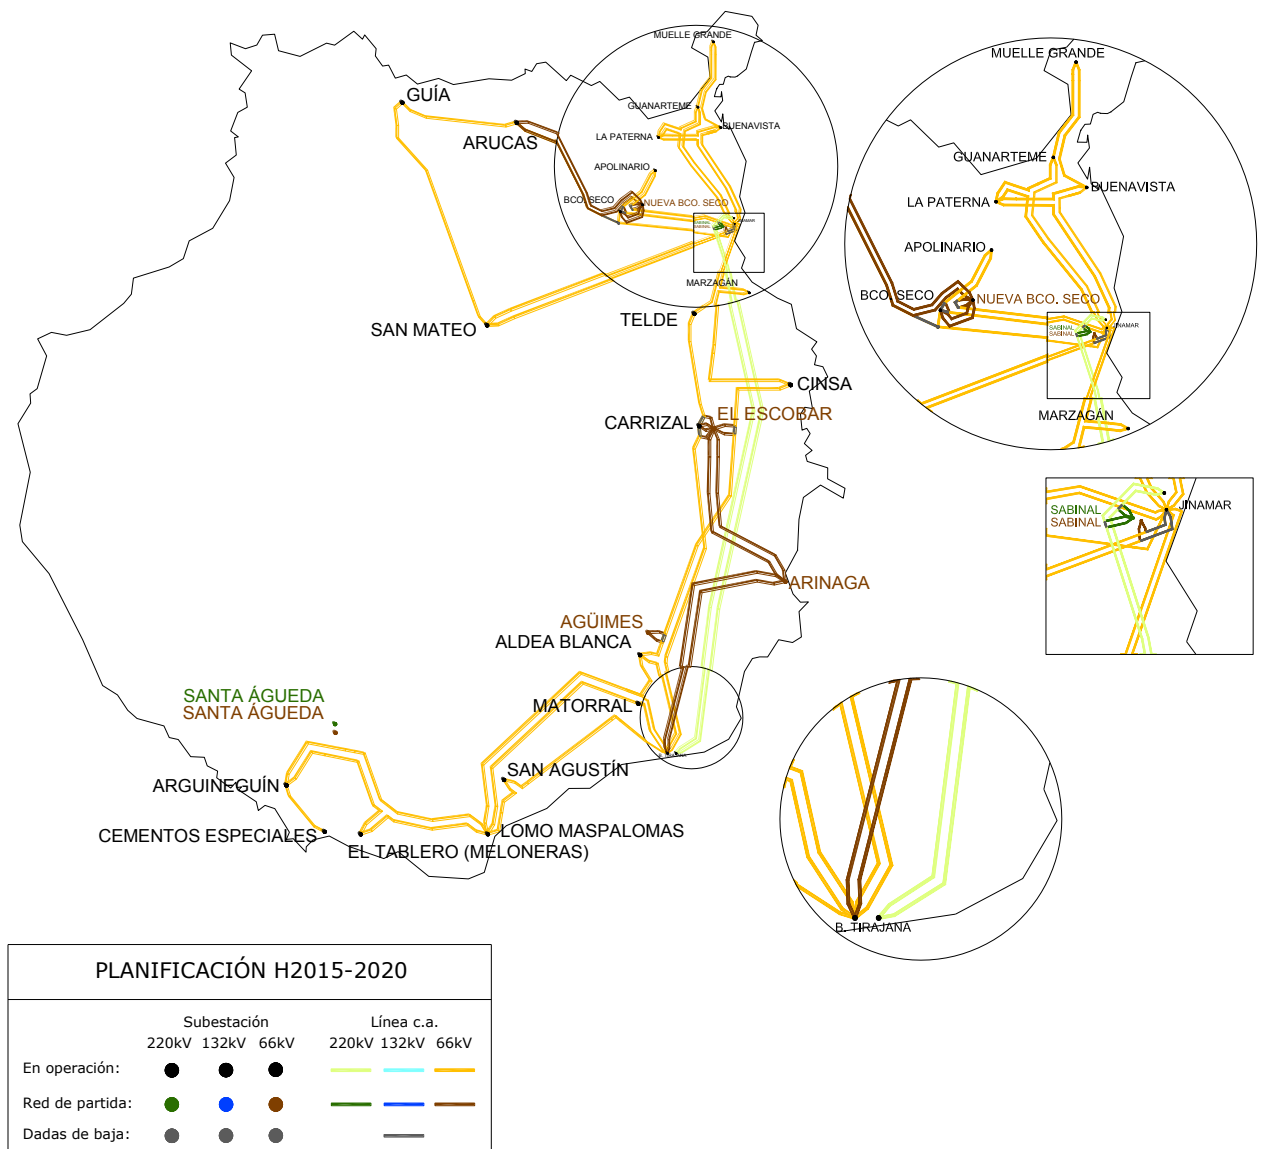 MUELLE GRANDE
GUÍA
ARUCAS
GUANARTEME
BUENAVISTA
LA PATERNA
APOLINARIO
BCO. SECO
NUEVA BCO. SECO
SABINAL
SABINAL
JINAMAR
MARZAGÁN
SAN MATEO
TELDE
CINSA
CARRIZAL
EL ESCOBAR
ARINAGA
AGÜIMES
ALDEA BLANCA
SANTA ÁGUEDA
SANTA ÁGUEDA
MATORRAL
SAN AGUSTÍN
ARGUINEGUÍN
CEMENTOS ESPECIALES
EL TABLERO (MELONERAS)
LOMO MASPALOMAS
MUELLE GRANDE
GUANARTEME
BUENAVISTA
LA PATERNA
APOLINARIO
BCO. SECO
NUEVA BCO. SECO
SABINAL
SABINAL
JINAMAR
MARZAGÁN
SABINAL
SABINAL
JINAMAR
B. TIRAJANA
PLANIFICACIÓN H2015-2020
Subestación Línea c.a.
220kV 132kV 66kV 220kV 132kV 66kV
En operación:
Red de partida:
Dadas de baja: